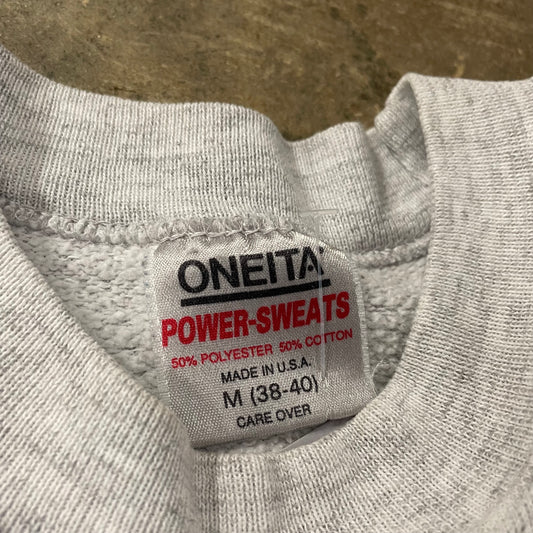 ONEITA
POWER-SWEATS
50% POLYESTER 50% COTTON
MADE IN U.S.A.
M (38-40)
CARE OVER